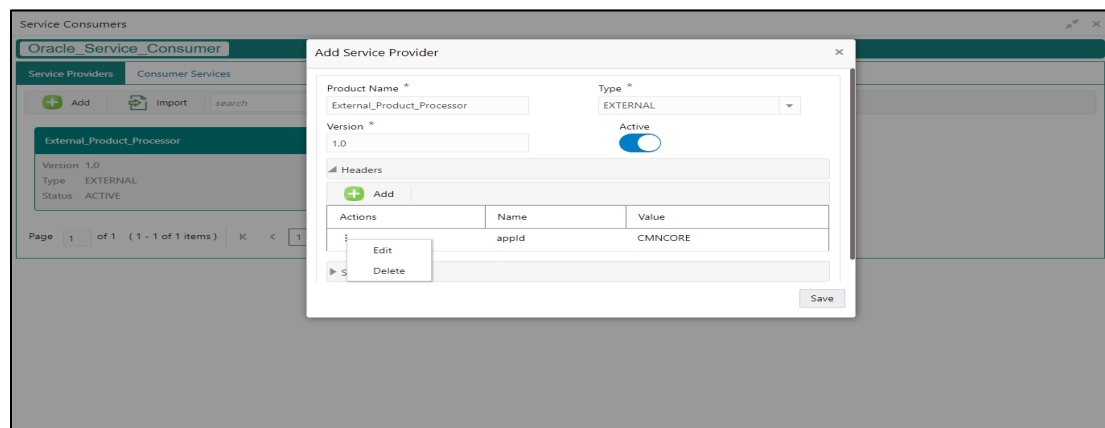 Service Consumers
Oracle_Service_Consumer
Service Providers Consumer Services
Add Import search
External_Product_Processor
Version 1.0
Type EXTERNAL
Status ACTIVE
Page 1 of 1 (1 - 1 of 1 items) K < 1
Add Service Provider ×
Product Name * Type *
External_Product_Processor EXTERNAL
Version * Active
1.0
Headers
Add
Actions Name Value
appId CMNCORE
Edit
Delete
S
Save